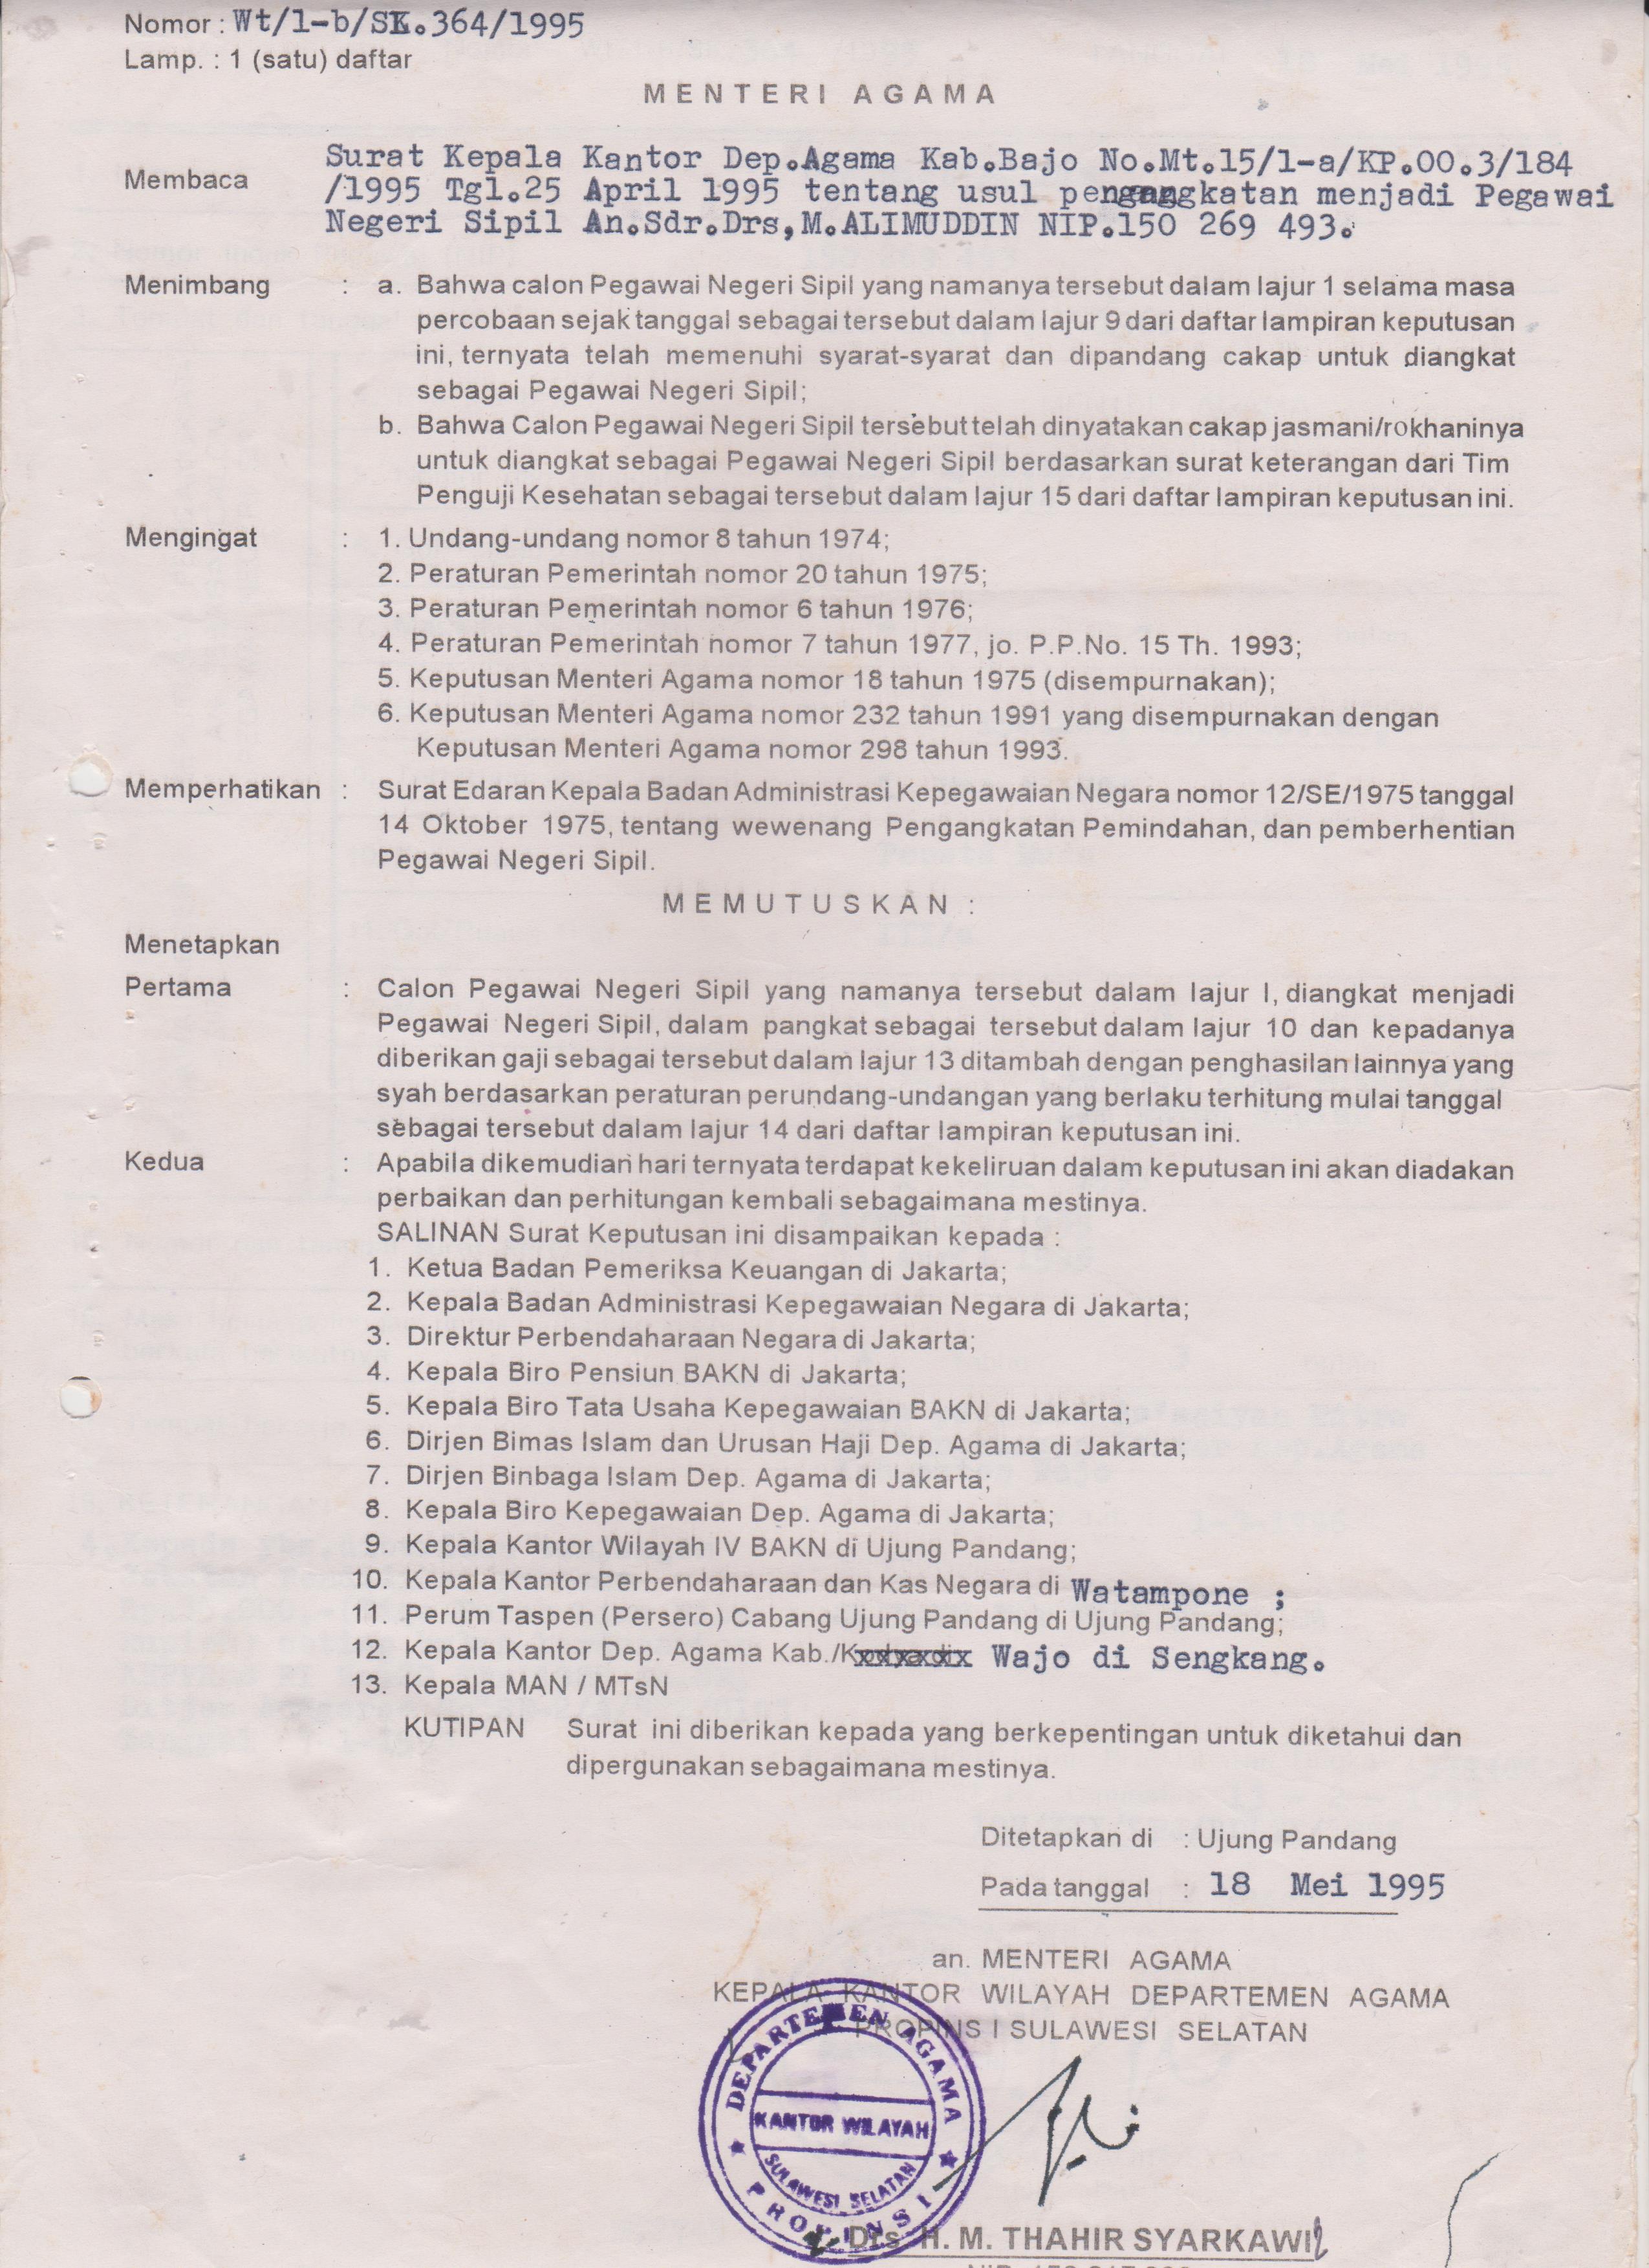 Nomor : Wt/1-b/SK.364/1995
Lamp. : 1 (satu) daftar
MENTERI AGAMA
Membaca
Surat Kepala Kantor Dep.Agama Kab.Bajo No.Mt.15/1-a/KP.00.3/184
/1995 Tgl.25 April 1995 tentang usul pengangkatan menjadi Pegawai
Negeri Sipil An.Sdr.Drs,M.ALIMUDDIN NIP.150 269 493.
Menimbang : a. Bahwa calon Pegawai Negeri Sipil yang namanya tersebut dalam lajur 1 selama masa
percobaan sejak tanggal sebagai tersebut dalam lajur 9 dari daftar lampiran keputusan
ini, ternyata telah memenuhi syarat-syarat dan dipandang cakap untuk diangkat
sebagai Pegawai Negeri Sipil;
b. Bahwa Calon Pegawai Negeri Sipil tersebut telah dinyatakan cakap jasmani/rokhaninya
untuk diangkat sebagai Pegawai Negeri Sipil berdasarkan surat keterangan dari Tim
Penguji Kesehatan sebagai tersebut dalam lajur 15 dari daftar lampiran keputusan ini.
Mengingat : 1. Undang-undang nomor 8 tahun 1974;
2. Peraturan Pemerintah nomor 20 tahun 1975;
3. Peraturan Pemerintah nomor 6 tahun 1976;
4. Peraturan Pemerintah nomor 7 tahun 1977, jo. P.P.No. 15 Th. 1993;
5. Keputusan Menteri Agama nomor 18 tahun 1975 (disempurnakan);
6. Keputusan Menteri Agama nomor 232 tahun 1991 yang disempurnakan dengan
Keputusan Menteri Agama nomor 298 tahun 1993.
Memperhatikan : Surat Edaran Kepala Badan Administrasi Kepegawaian Negara nomor 12/SE/1975 tanggal
14 Oktober 1975, tentang wewenang Pengangkatan Pemindahan, dan pemberhentian
Pegawai Negeri Sipil.
MEMUTUSKAN :
Menetapkan
Pertama : Calon Pegawai Negeri Sipil yang namanya tersebut dalam lajur I, diangkat menjadi
Pegawai Negeri Sipil, dalam pangkat sebagai tersebut dalam lajur 10 dan kepadanya
diberikan gaji sebagai tersebut dalam lajur 13 ditambah dengan penghasilan lainnya yang
syah berdasarkan peraturan perundang-undangan yang berlaku terhitung mulai tanggal
sebagai tersebut dalam lajur 14 dari daftar lampiran keputusan ini.
Kedua : Apabila dikemudian hari ternyata terdapat kekeliruan dalam keputusan ini akan diadakan
perbaikan dan perhitungan kembali sebagaimana mestinya.
SALINAN Surat Keputusan ini disampaikan kepada :
1. Ketua Badan Pemeriksa Keuangan di Jakarta;
2. Kepala Badan Administrasi Kepegawaian Negara di Jakarta;
3. Direktur Perbendaharaan Negara di Jakarta;
4. Kepala Biro Pensiun BAKN di Jakarta;
5. Kepala Biro Tata Usaha Kepegawaian BAKN di Jakarta;
6. Dirjen Bimas Islam dan Urusan Haji Dep. Agama di Jakarta;
7. Dirjen Binbaga Islam Dep. Agama di Jakarta;
8. Kepala Biro Kepegawaian Dep. Agama di Jakarta;
9. Kepala Kantor Wilayah IV BAKN di Ujung Pandang;
10. Kepala Kantor Perbendaharaan dan Kas Negara di Watampone ;
11. Perum Taspen (Persero) Cabang Ujung Pandang di Ujung Pandang;
12. Kepala Kantor Dep. Agama Kab./ Wajo di Sengkang.
13. Kepala MAN / MTsN
KUTIPAN Surat ini diberikan kepada yang berkepentingan untuk diketahui dan
dipergunakan sebagaimana mestinya.
Ditetapkan di : Ujung Pandang
Pada tanggal : 18 Mei 1995
an. MENTERI AGAMA
KEPALA KANTOR WILAYAH DEPARTEMEN AGAMA
PROPINS I SULAWESI SELATAN
DEPARTEMEN AGAMA
KANTOR WILAYAH
SULAWESI SELATAN
PROPINSI
Drs H. M. THAHIR SYARKAWI